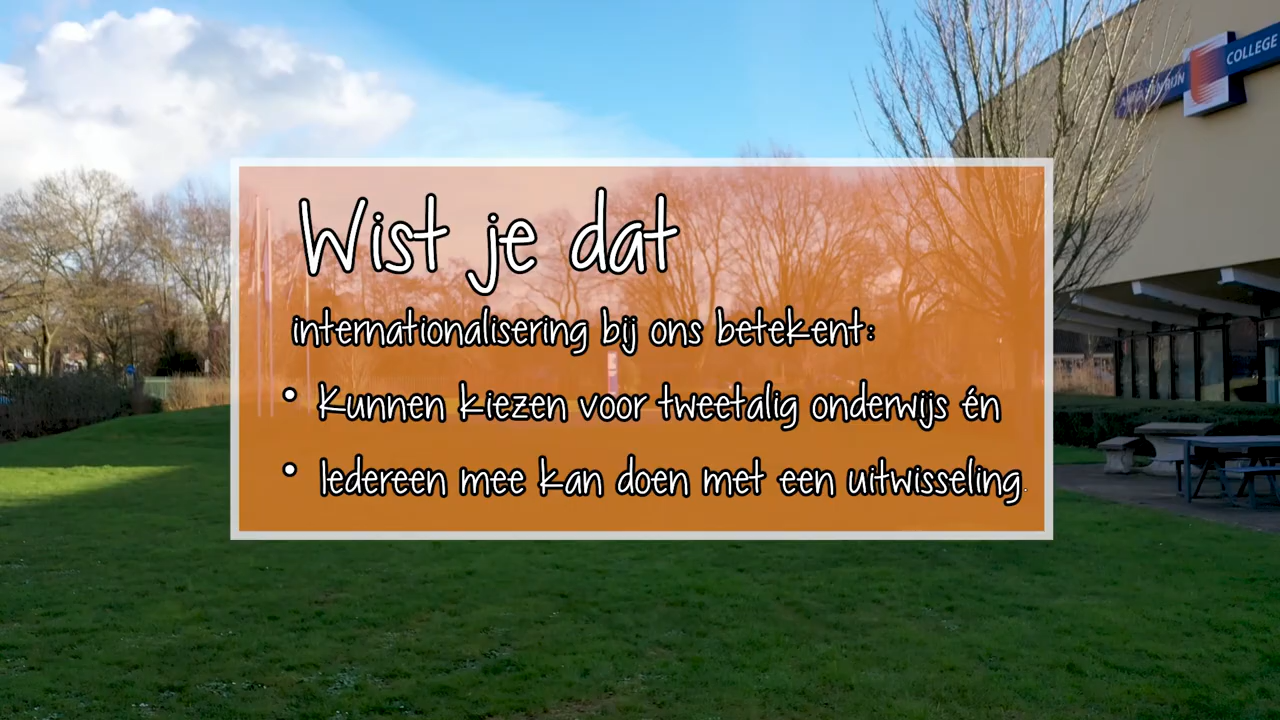 COLLEGE
Wist je dat
internationalisering bij ons betekent:
• Kunnen kiezen voor tweetalig onderwijs én
• Iedereen mee kan doen met een uitwisseling.